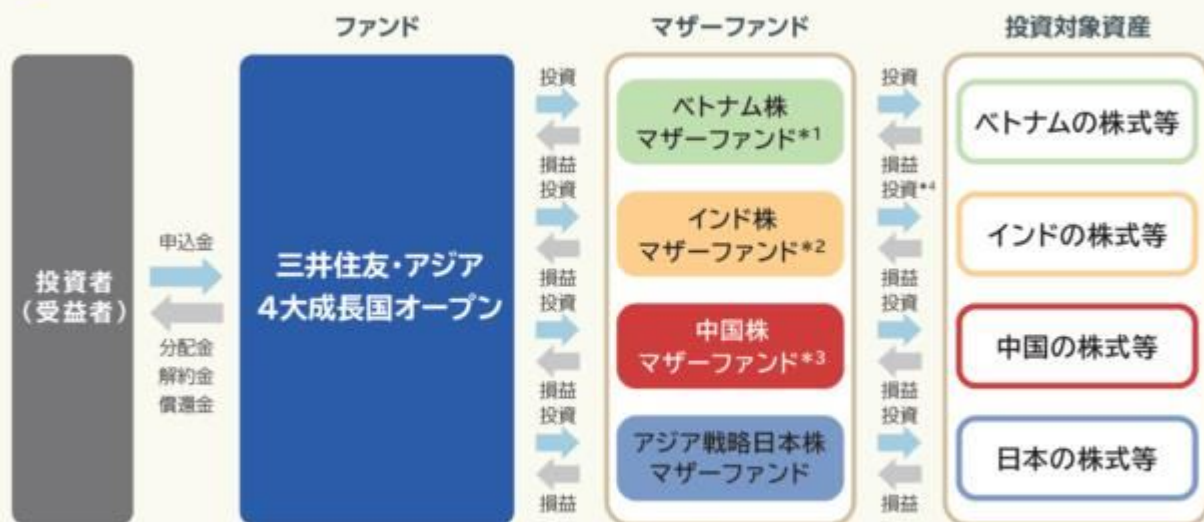 ファンド
マザーファンド
投資対象資産
投資者
（受益者）
申込金
分配金
解約金
償還金
三井住友・アジア
4大成長国オープン
投資
損益
投資
損益
投資
損益
投資
損益
ベトナム株
マザーファンド*1
インド株
マザーファンド*2
中国株
マザーファンド*3
アジア戦略日本株
マザーファンド
投資
損益
投資*4
損益
投資
損益
投資
損益
ベトナムの株式等
インドの株式等
中国の株式等
日本の株式等